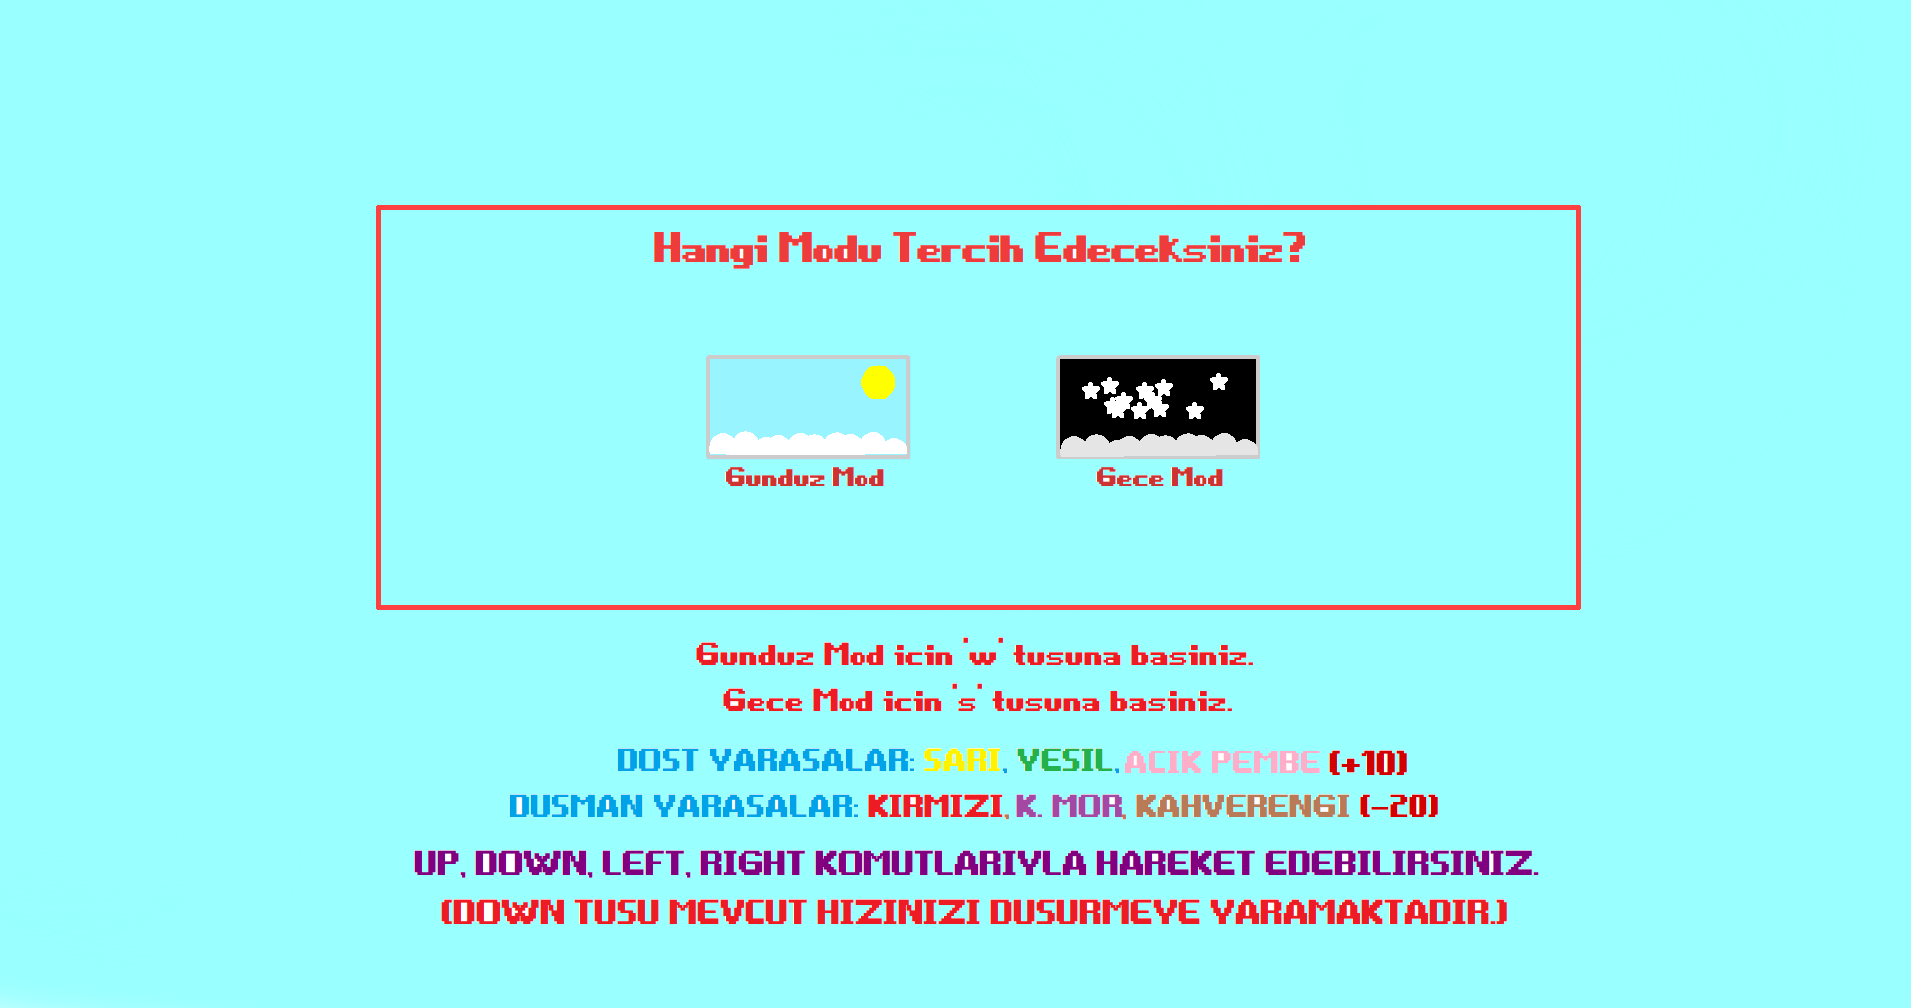 Hangi Modu Tercih Edeceksiniz?
Gunduz Mod
Gece Mod
Gunduz Mod icin 'w' tusuna basiniz.
Gece Mod icin 's' tusuna basiniz.
DOST YARASALAR: SARI, YESIL, ACIK PEMBE (+10)
DUSMAN YARASALAR: KIRMIZI, K. MOR, KAHVERENGI (-20)
UP, DOWN, LEFT, RIGHT KOMUTLARIYLA HAREKET EDEBILIRSINIZ.
(DOWN TUSU MEVCUT HIZINIZI DUSURMEYE YARAMAKTADIR.)